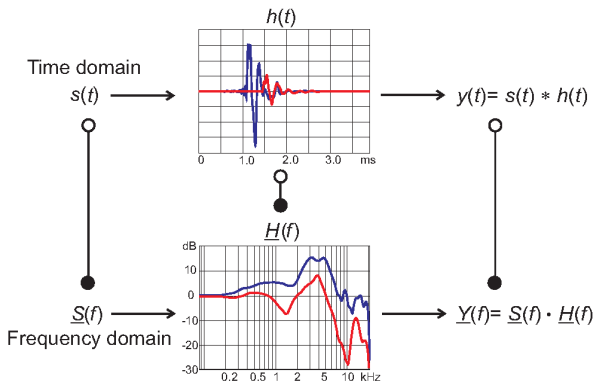 h(t)
Time domain
s(t)
y(t)= s(t) * h(t)
0 1.0 2.0 3.0 ms
H(f)
dB
10
0
-10
-20
-30
S(f)
Frequency domain
Y(f)= S(f) · H(f)
0.2 0.5 1 2 5 10 kHz